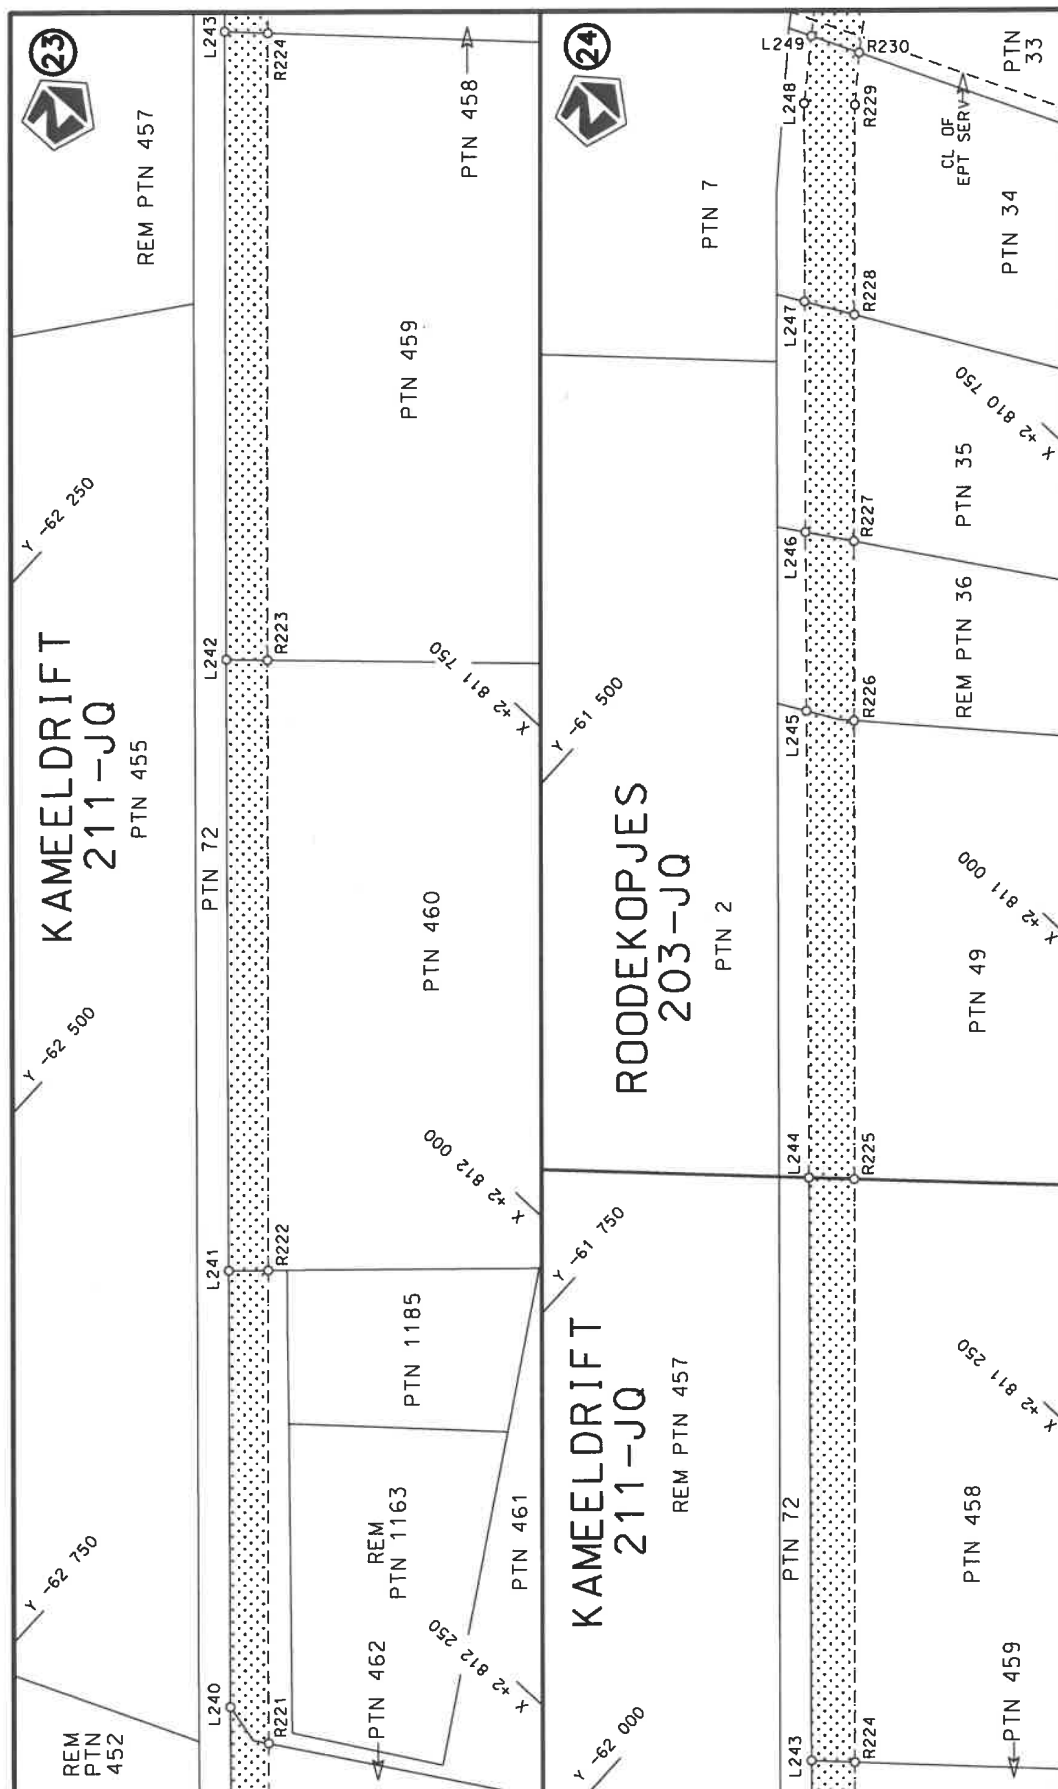 23
N
REM PTN 457
L243
R224
PTN 458
Y -62 250
KAMEELDRIFT
211-JQ
PTN 455
PTN 459
L242
R223
X +2 811 750
PTN 72
PTN 460
Y -62 500
X +2 812 000
L241
R222
PTN 1185
REM
PTN 1163
PTN 461
Y -62 750
X +2 812 250
L240
R221
PTN 462
REM
PTN
452
24
N
PTN 7
L249
R230
PTN
33
L248
R229
CL OF
EPT SERV
PTN 34
L247
R228
X +2 810 750
PTN 35
L246
R227
REM PTN 36
L245
R226
Y -61 500
ROODEKOPJES
203-JQ
PTN 2
X +2 811 000
PTN 49
L244
R225
Y -61 750
KAMEELDRIFT
211-JQ
REM PTN 457
X +2 811 250
PTN 72
PTN 458
PTN 459
L243
R224
Y -62 000